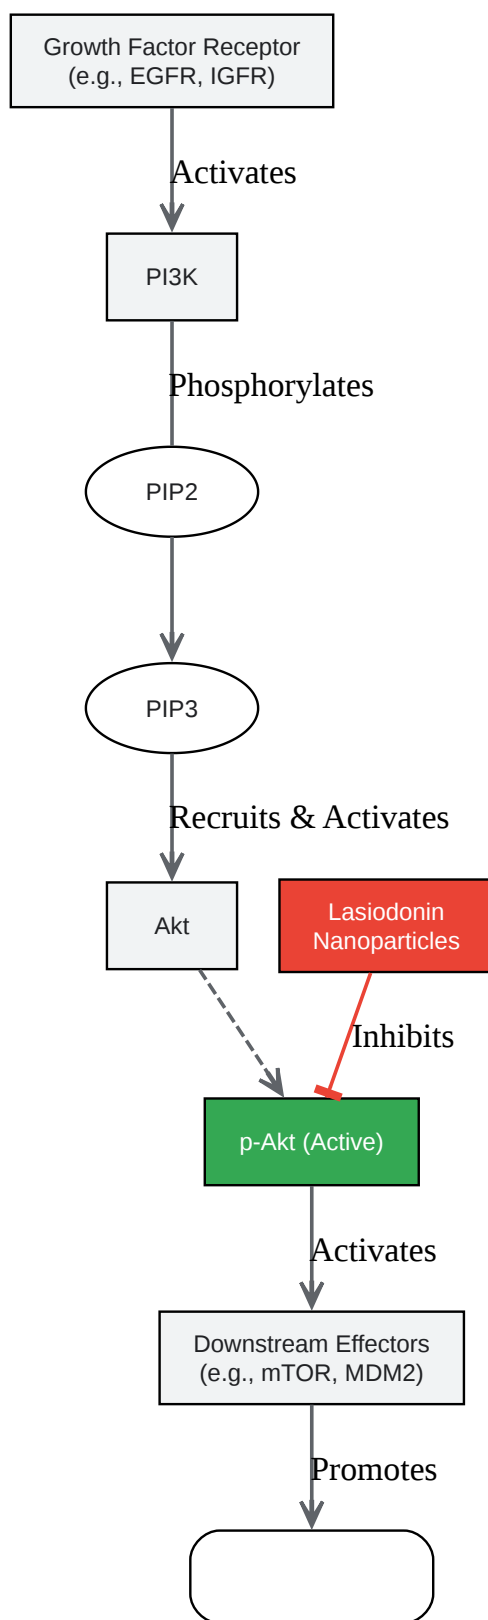 Growth Factor Receptor
(e.g., EGFR, IGFR)
Activates
PI3K
Phosphorylates
PIP2
PIP3
Recruits & Activates
Akt
Lasiodonin
Nanoparticles
Inhibits
p-Akt (Active)
Activates
Downstream Effectors
(e.g., mTOR, MDM2)
Promotes